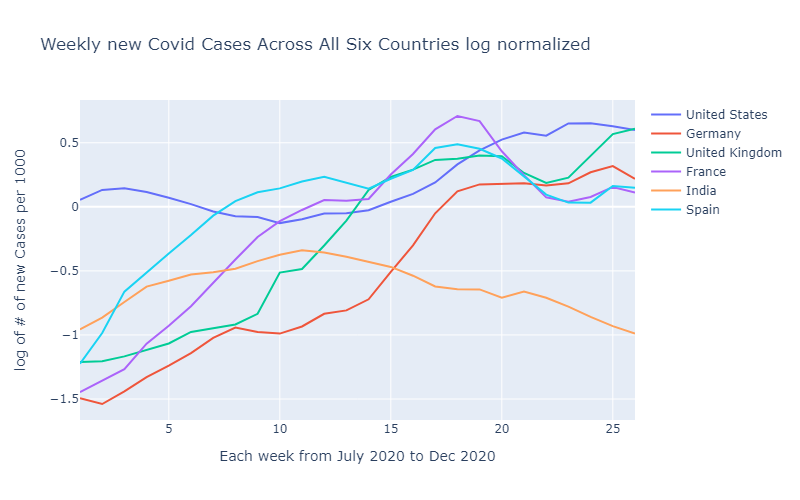 Weekly new Covid Cases Across All Six Countries log normalized
United States
Germany
United Kingdom
France
India
Spain
log of # of new Cases per 1000
0.5
0
−0.5
−1
−1.5
5
10
15
20
25
Each week from July 2020 to Dec 2020